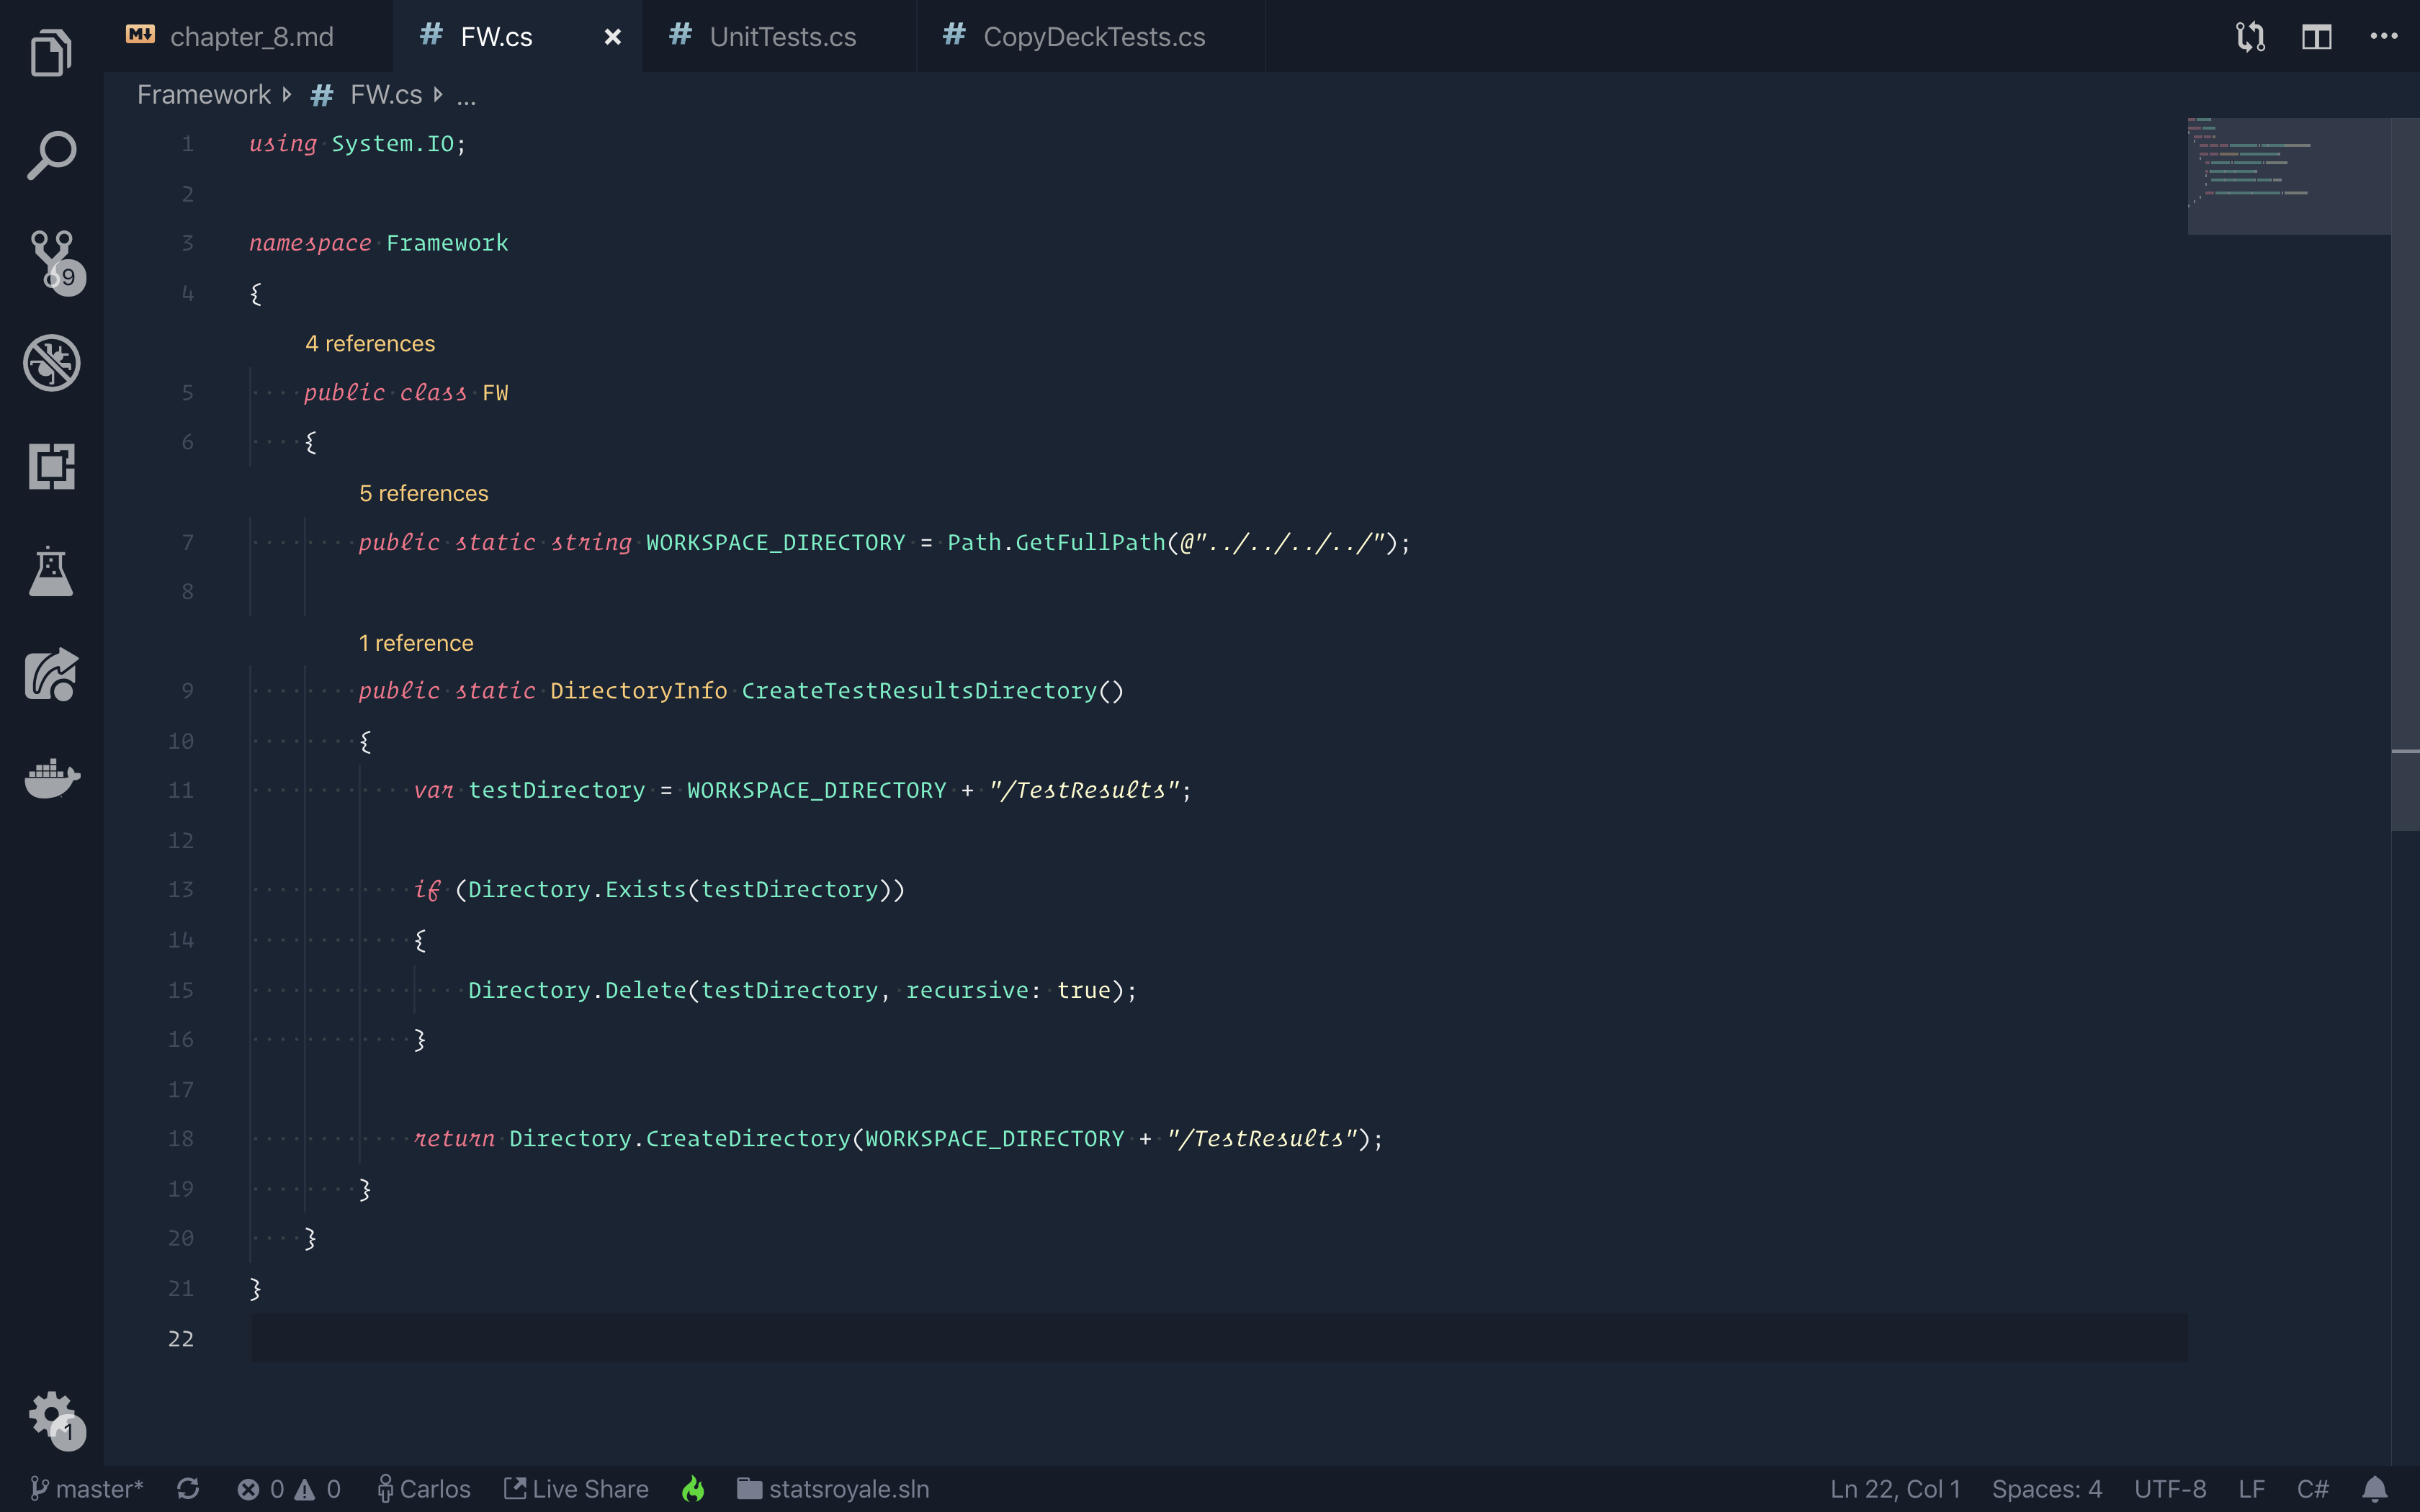 chapter_8.md FW.cs UnitTests.cs CopyDeckTests.cs
Framework FW.cs ...
1 using System.IO;
2
3 namespace Framework
4 {
4 references
5 public class FW
6 {
5 references
7 public static string WORKSPACE_DIRECTORY = Path.GetFullPath(@"../../../../");
8
1 reference
9 public static DirectoryInfo CreateTestResultsDirectory()
10 {
11 var testDirectory = WORKSPACE_DIRECTORY + "/TestResults";
12
13 if (Directory.Exists(testDirectory))
14 {
15 Directory.Delete(testDirectory, recursive: true);
16 }
17
18 return Directory.CreateDirectory(WORKSPACE_DIRECTORY + "/TestResults");
19 }
20 }
21 }
22
9
1
master* 0 0 Carlos Live Share statsroyale.sln Ln 22, Col 1 Spaces: 4 UTF-8 LF C#